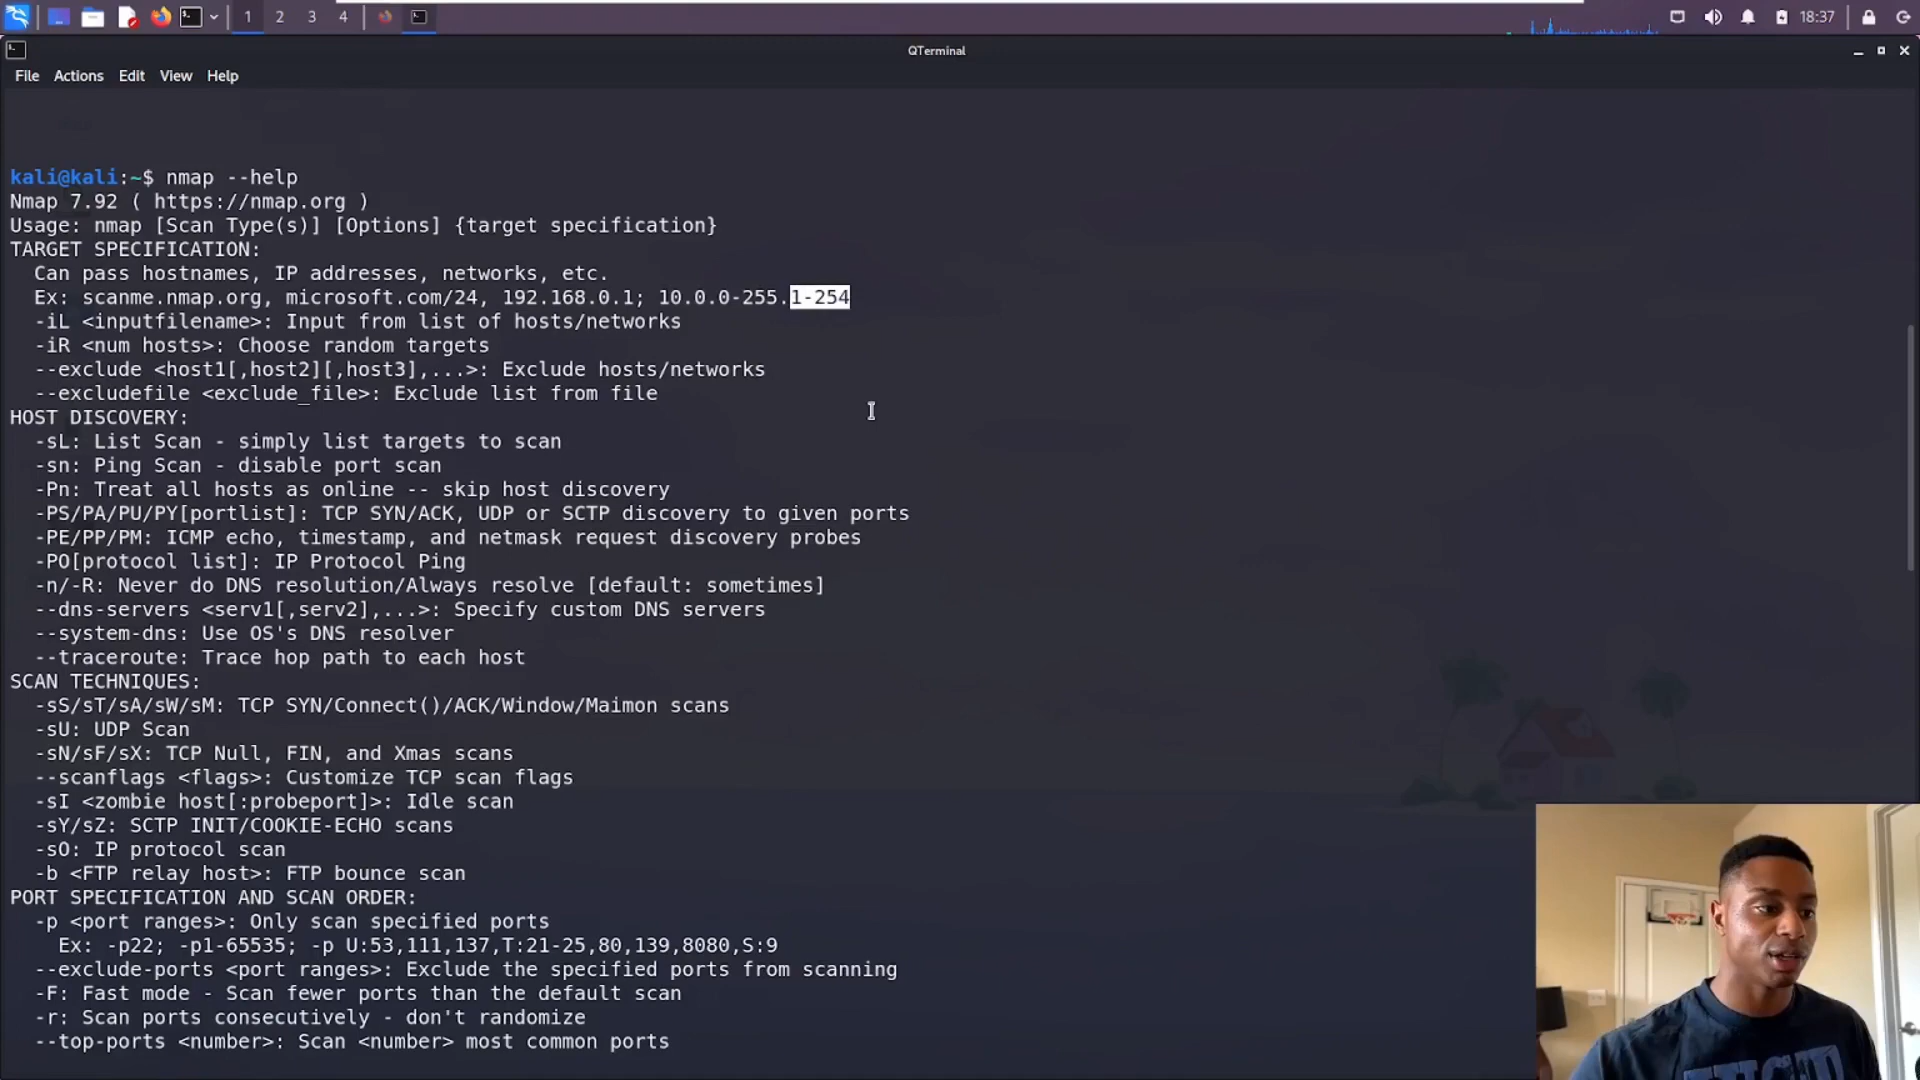 1 2 3 4 18:37
QTerminal
File Actions Edit View Help
kali@kali:~$ nmap --help
Nmap 7.92 ( https://nmap.org )
Usage: nmap [Scan Type(s)] [Options] {target specification}
TARGET SPECIFICATION:
Can pass hostnames, IP addresses, networks, etc.
Ex: scanme.nmap.org, microsoft.com/24, 192.168.0.1; 10.0.0-255.1-254
-iL <inputfilename>: Input from list of hosts/networks
-iR <num hosts>: Choose random targets
--exclude <host1[,host2][,host3],...>: Exclude hosts/networks
--excludefile <exclude_file>: Exclude list from file
HOST DISCOVERY:
-sL: List Scan - simply list targets to scan
-sn: Ping Scan - disable port scan
-Pn: Treat all hosts as online -- skip host discovery
-PS/PA/PU/PY[portlist]: TCP SYN/ACK, UDP or SCTP discovery to given ports
-PE/PP/PM: ICMP echo, timestamp, and netmask request discovery probes
-PO[protocol list]: IP Protocol Ping
-n/-R: Never do DNS resolution/Always resolve [default: sometimes]
--dns-servers <serv1[,serv2],...>: Specify custom DNS servers
--system-dns: Use OS's DNS resolver
--traceroute: Trace hop path to each host
SCAN TECHNIQUES:
-sS/sT/sA/sW/sM: TCP SYN/Connect()/ACK/Window/Maimon scans
-sU: UDP Scan
-sN/sF/sX: TCP Null, FIN, and Xmas scans
--scanflags <flags>: Customize TCP scan flags
-sI <zombie host[:probeport]>: Idle scan
-sY/sZ: SCTP INIT/COOKIE-ECHO scans
-sO: IP protocol scan
-b <FTP relay host>: FTP bounce scan
PORT SPECIFICATION AND SCAN ORDER:
-p <port ranges>: Only scan specified ports
Ex: -p22; -p1-65535; -p U:53,111,137,T:21-25,80,139,8080,S:9
--exclude-ports <port ranges>: Exclude the specified ports from scanning
-F: Fast mode - Scan fewer ports than the default scan
-r: Scan ports consecutively - don't randomize
--top-ports <number>: Scan <number> most common ports